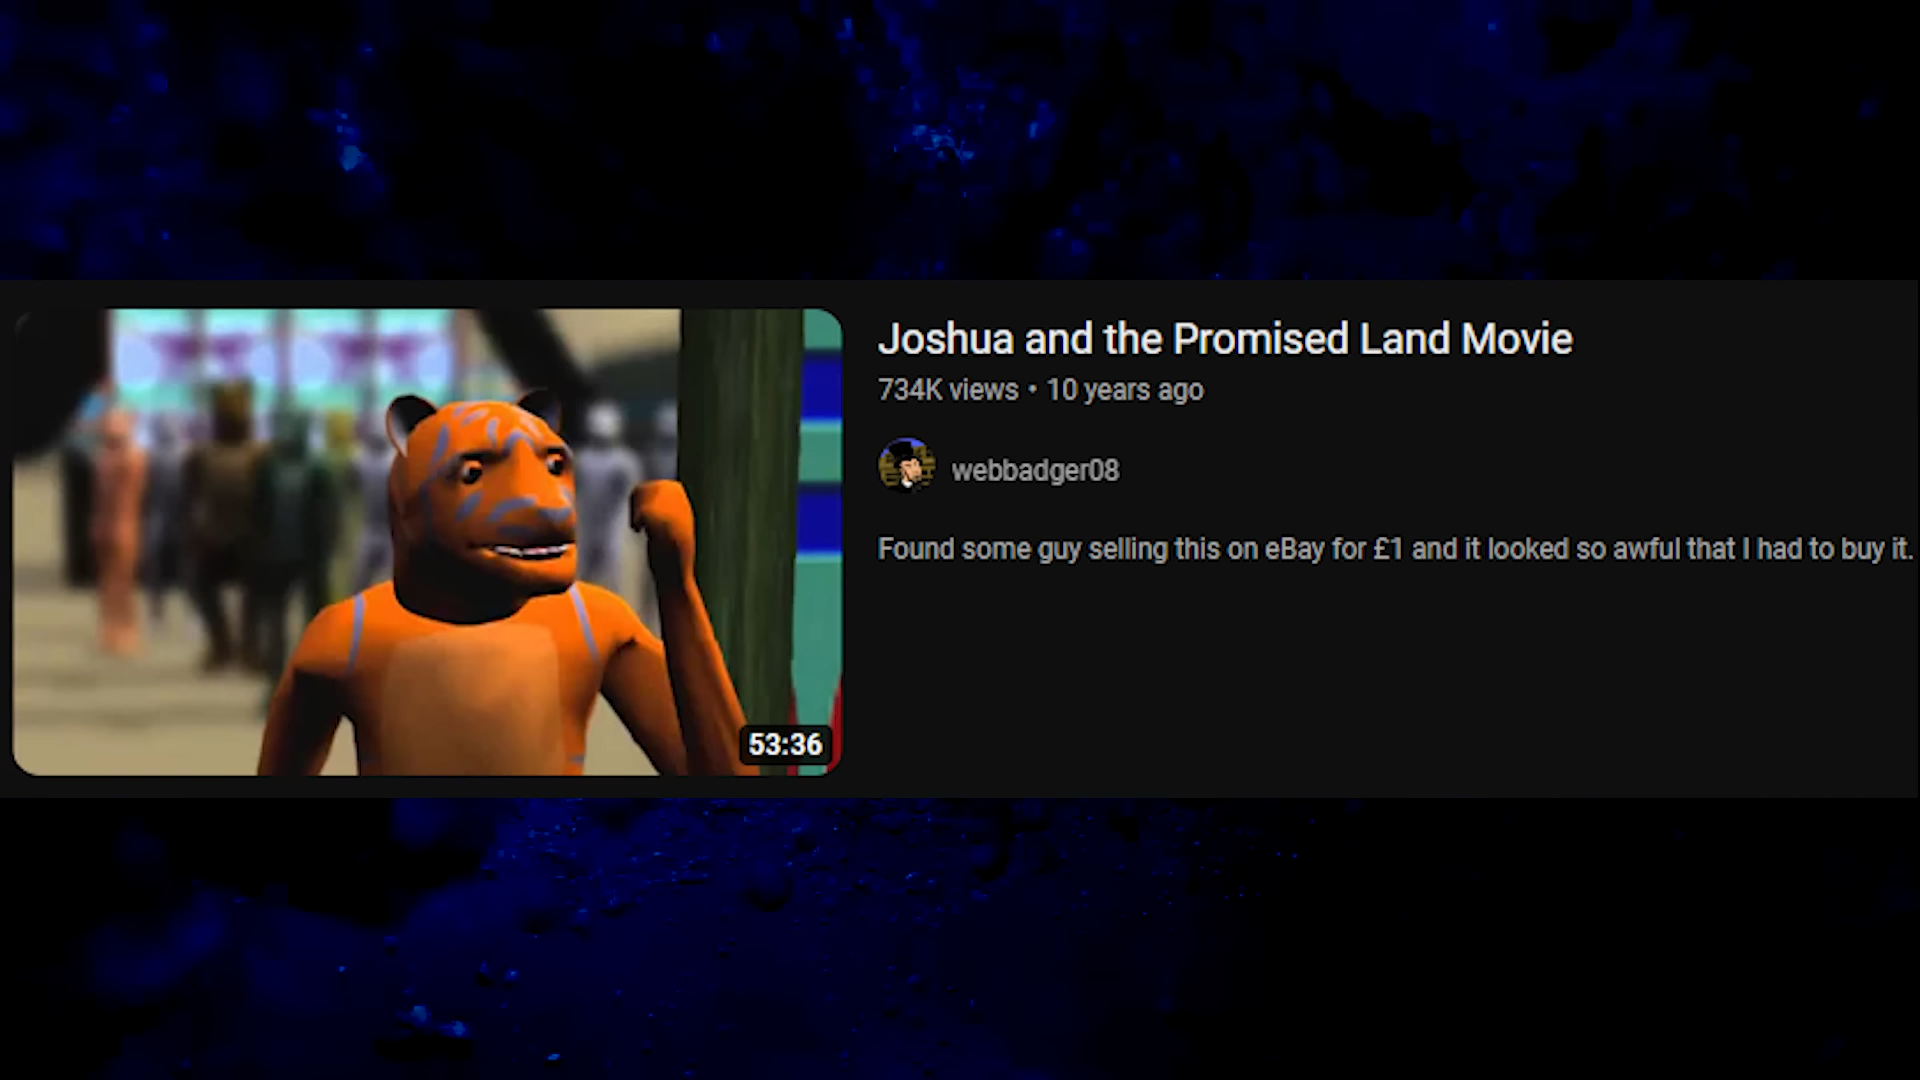 Joshua and the Promised Land Movie
734K views • 10 years ago
webbadger08
Found some guy selling this on eBay for £1 and it looked so awful that I had to buy it.
53:36